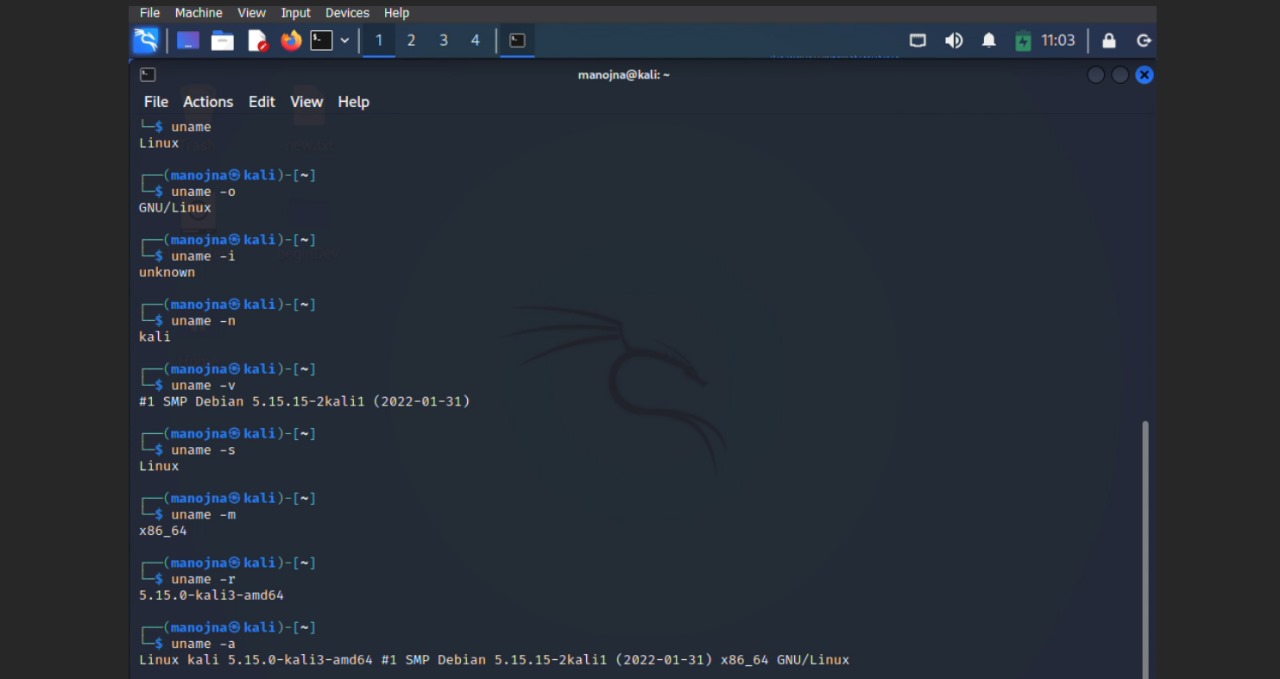 File Machine View Input Devices Help
1 2 3 4 11:03
manojna@kali: ~
File Actions Edit View Help
└─$ uname
Linux
┌──(manojna㉿kali)-[~]
└─$ uname -o
GNU/Linux
┌──(manojna㉿kali)-[~]
└─$ uname -i
unknown
┌──(manojna㉿kali)-[~]
└─$ uname -n
kali
┌──(manojna㉿kali)-[~]
└─$ uname -v
#1 SMP Debian 5.15.15-2kali1 (2022-01-31)
┌──(manojna㉿kali)-[~]
└─$ uname -s
Linux
┌──(manojna㉿kali)-[~]
└─$ uname -m
x86_64
┌──(manojna㉿kali)-[~]
└─$ uname -r
5.15.0-kali3-amd64
┌──(manojna㉿kali)-[~]
└─$ uname -a
Linux kali 5.15.0-kali3-amd64 #1 SMP Debian 5.15.15-2kali1 (2022-01-31) x86_64 GNU/Linux